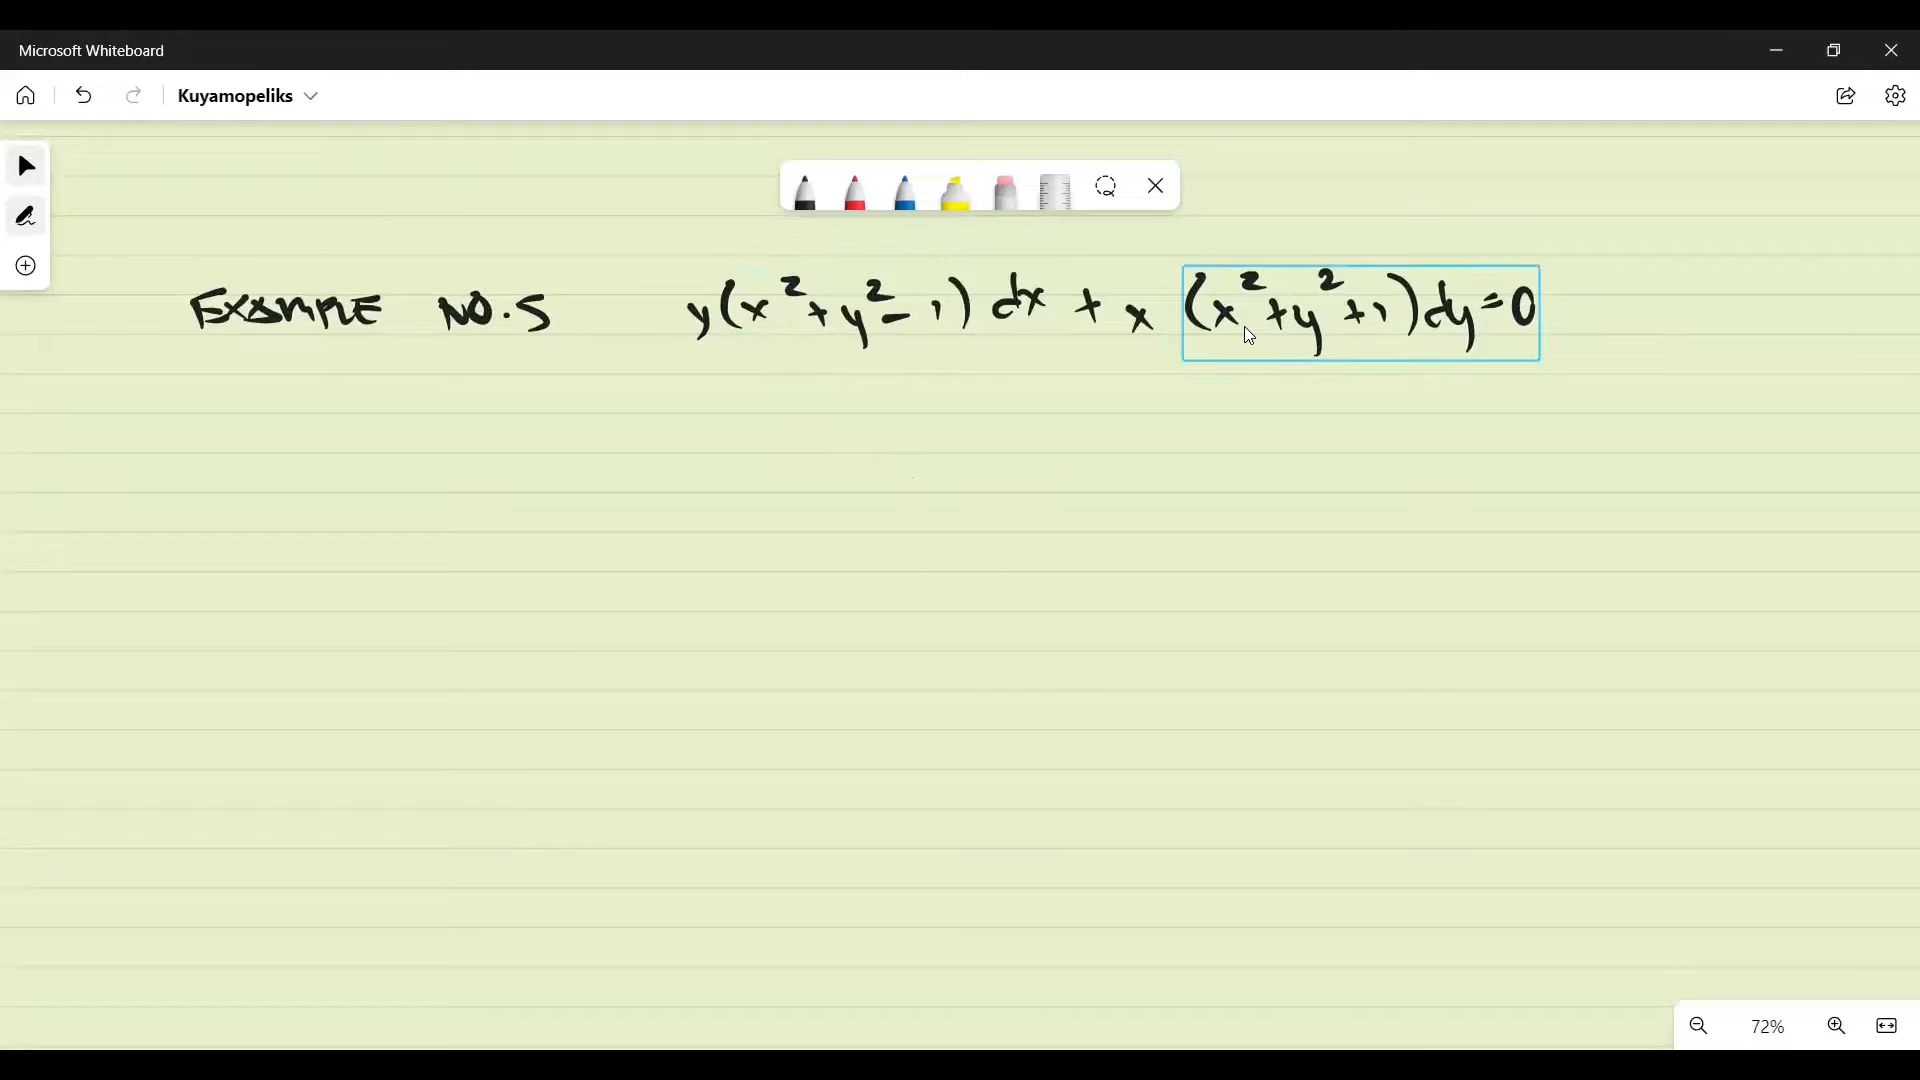 Microsoft Whiteboard
Kuyamopeliks
EXAMPLE NO.5 y(x²+y²-1)dx + x(x²+y²+1)dy=0
72%